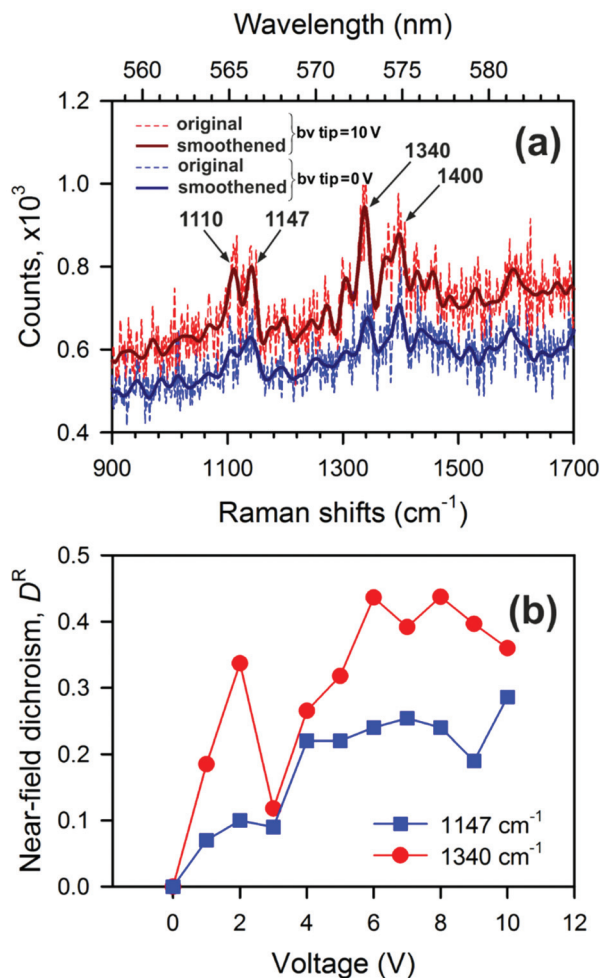 Wavelength (nm)
560 565 570 575 580
1.2
original
smoothened
bv tip=10 V
original
smoothened
bv tip=0 V
(a)
1340
1400
1110
1147
1.0
0.8
0.6
0.4
Counts, x10³
900 1100 1300 1500 1700
Raman shifts (cm⁻¹)
0.5
(b)
0.4
0.3
0.2
0.1
0.0
Near-field dichroism, Dᴿ
1147 cm⁻¹
1340 cm⁻¹
0 2 4 6 8 10 12
Voltage (V)